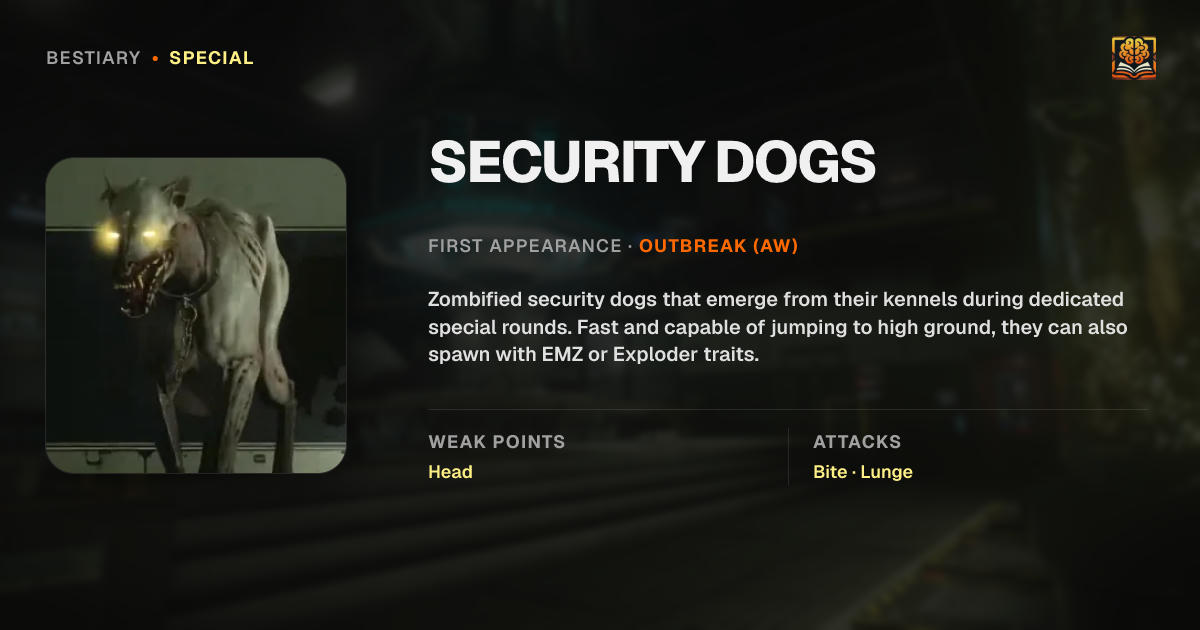 BESTIARY • SPECIAL
SECURITY DOGS
FIRST APPEARANCE · OUTBREAK (AW)
Zombified security dogs that emerge from their kennels during dedicated
special rounds. Fast and capable of jumping to high ground, they can also
spawn with EMZ or Exploder traits.
WEAK POINTS
Head
ATTACKS
Bite · Lunge